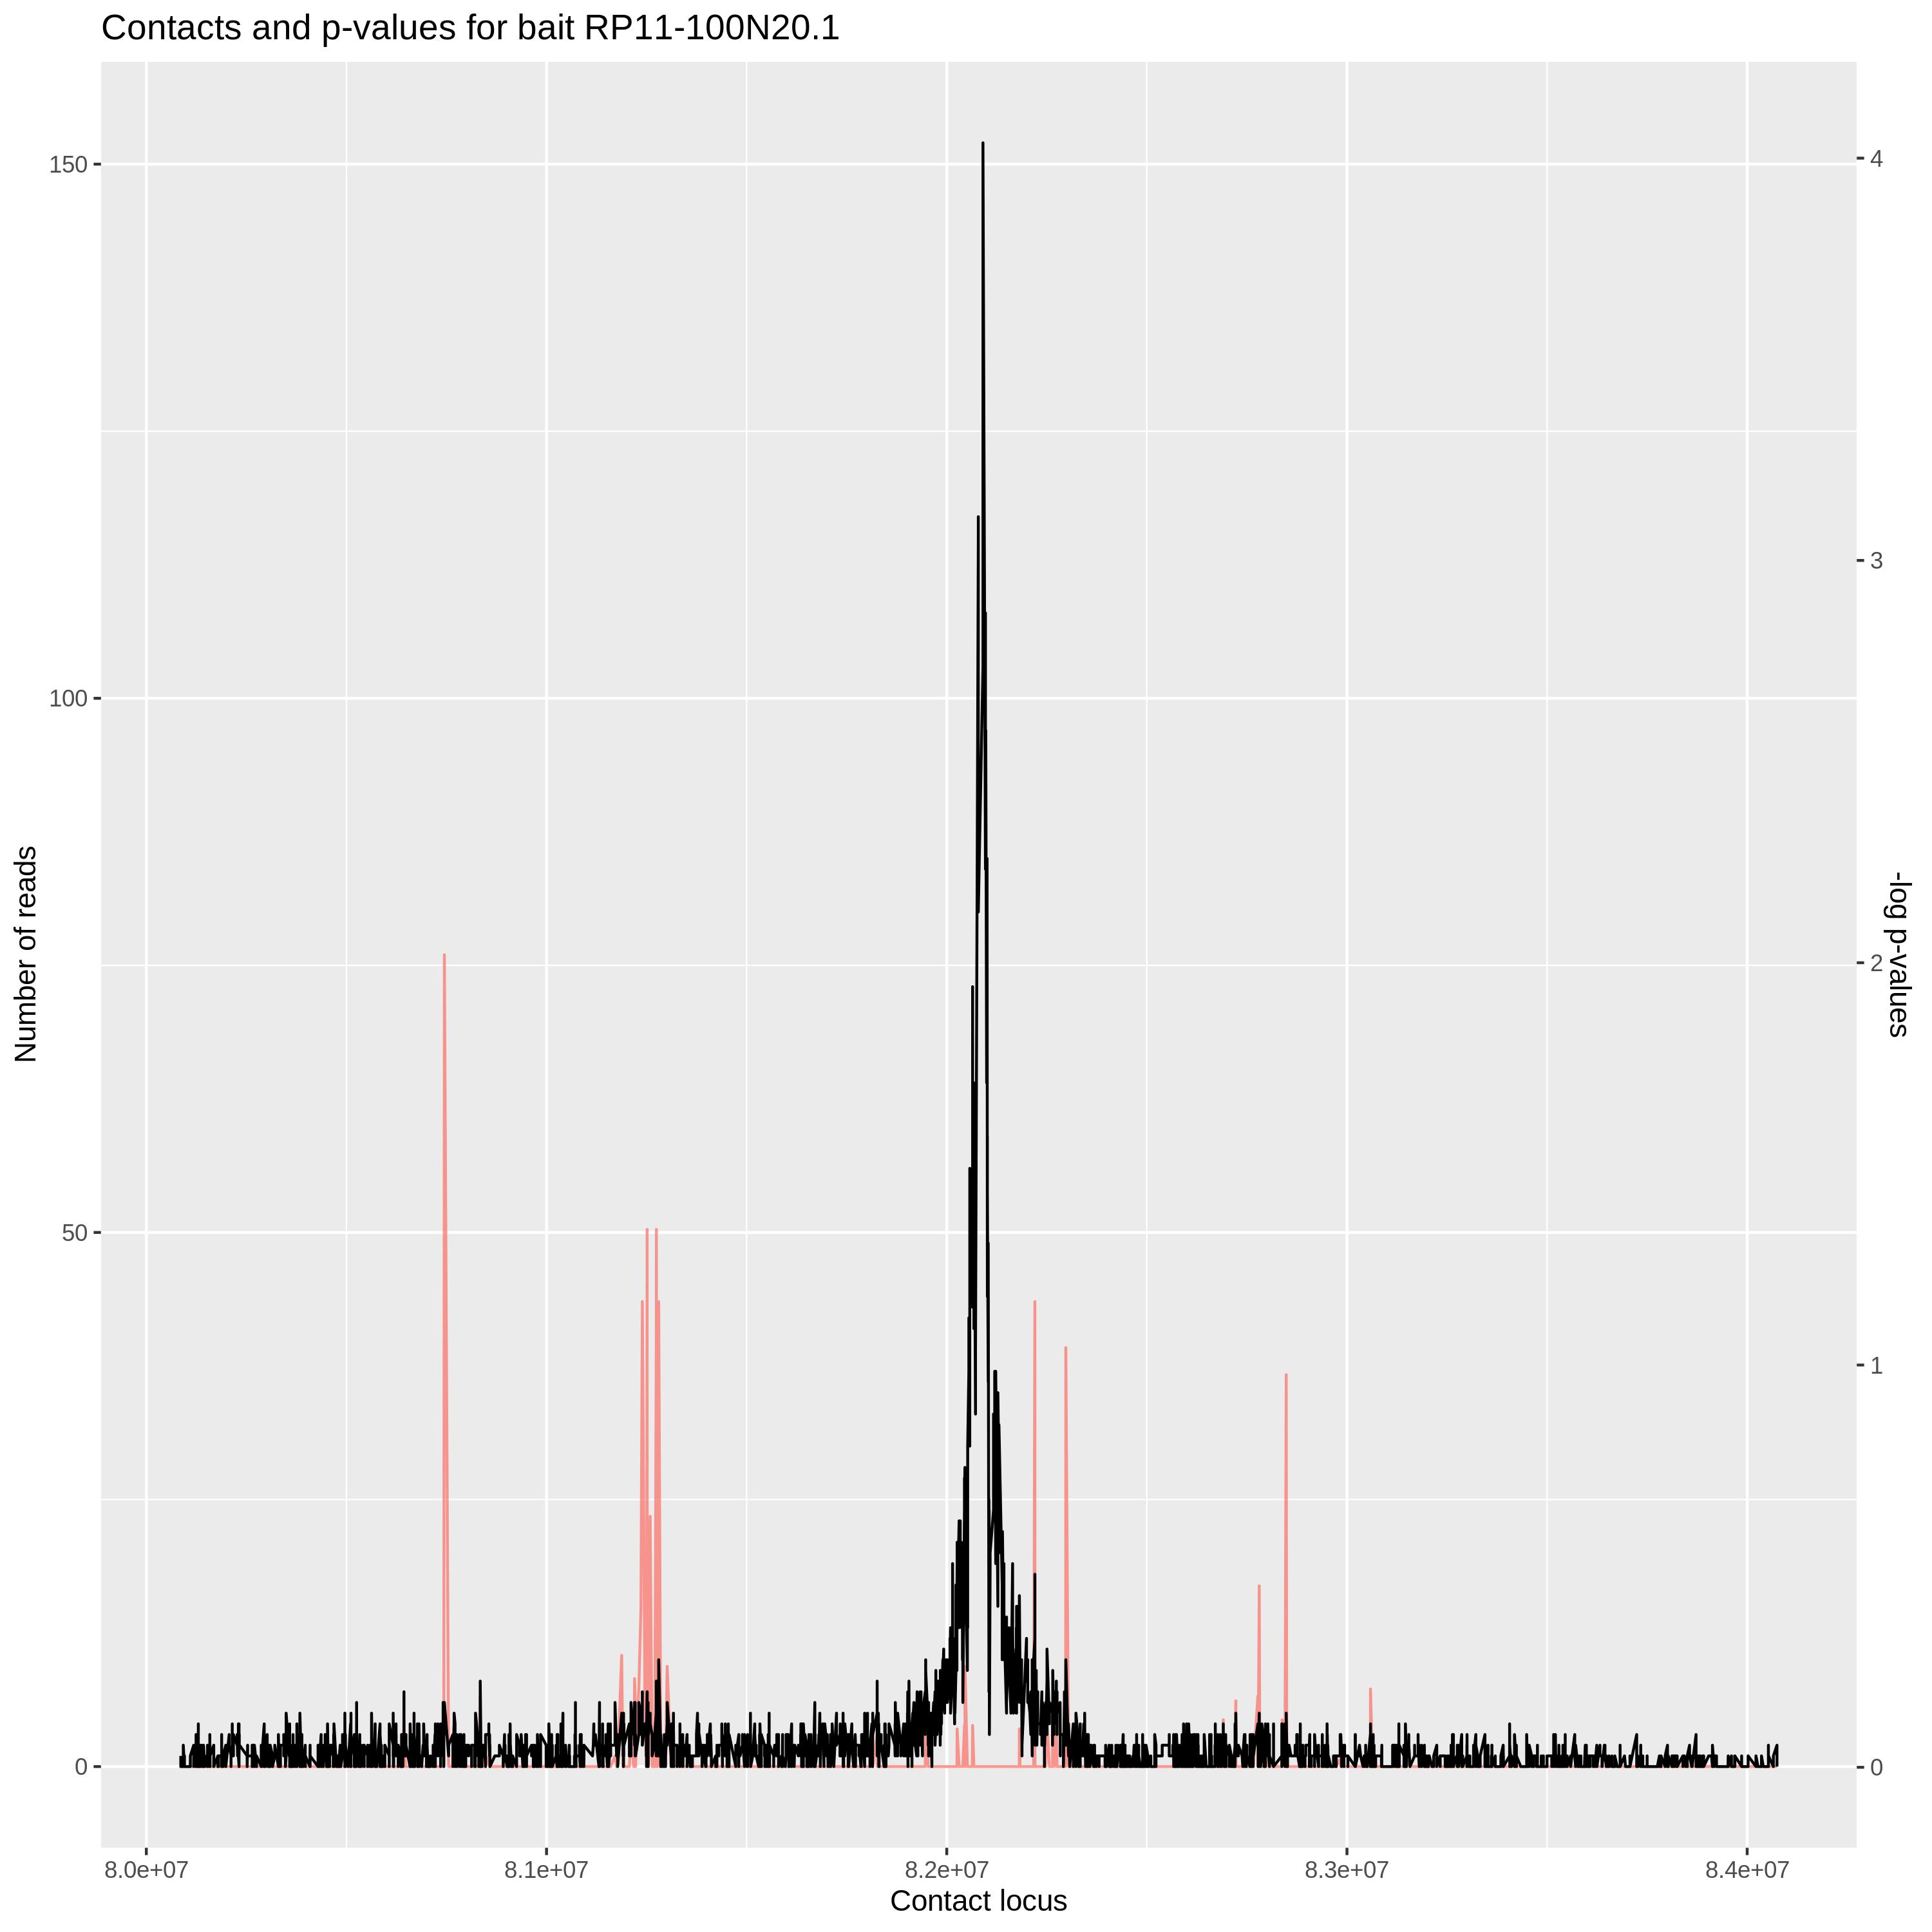 Contacts and p-values for bait RP11-100N20.1
150
100
50
0
Number of reads
4
3
2
1
0
-log p-values
8.0e+07
8.1e+07
8.2e+07
8.3e+07
8.4e+07
Contact locus